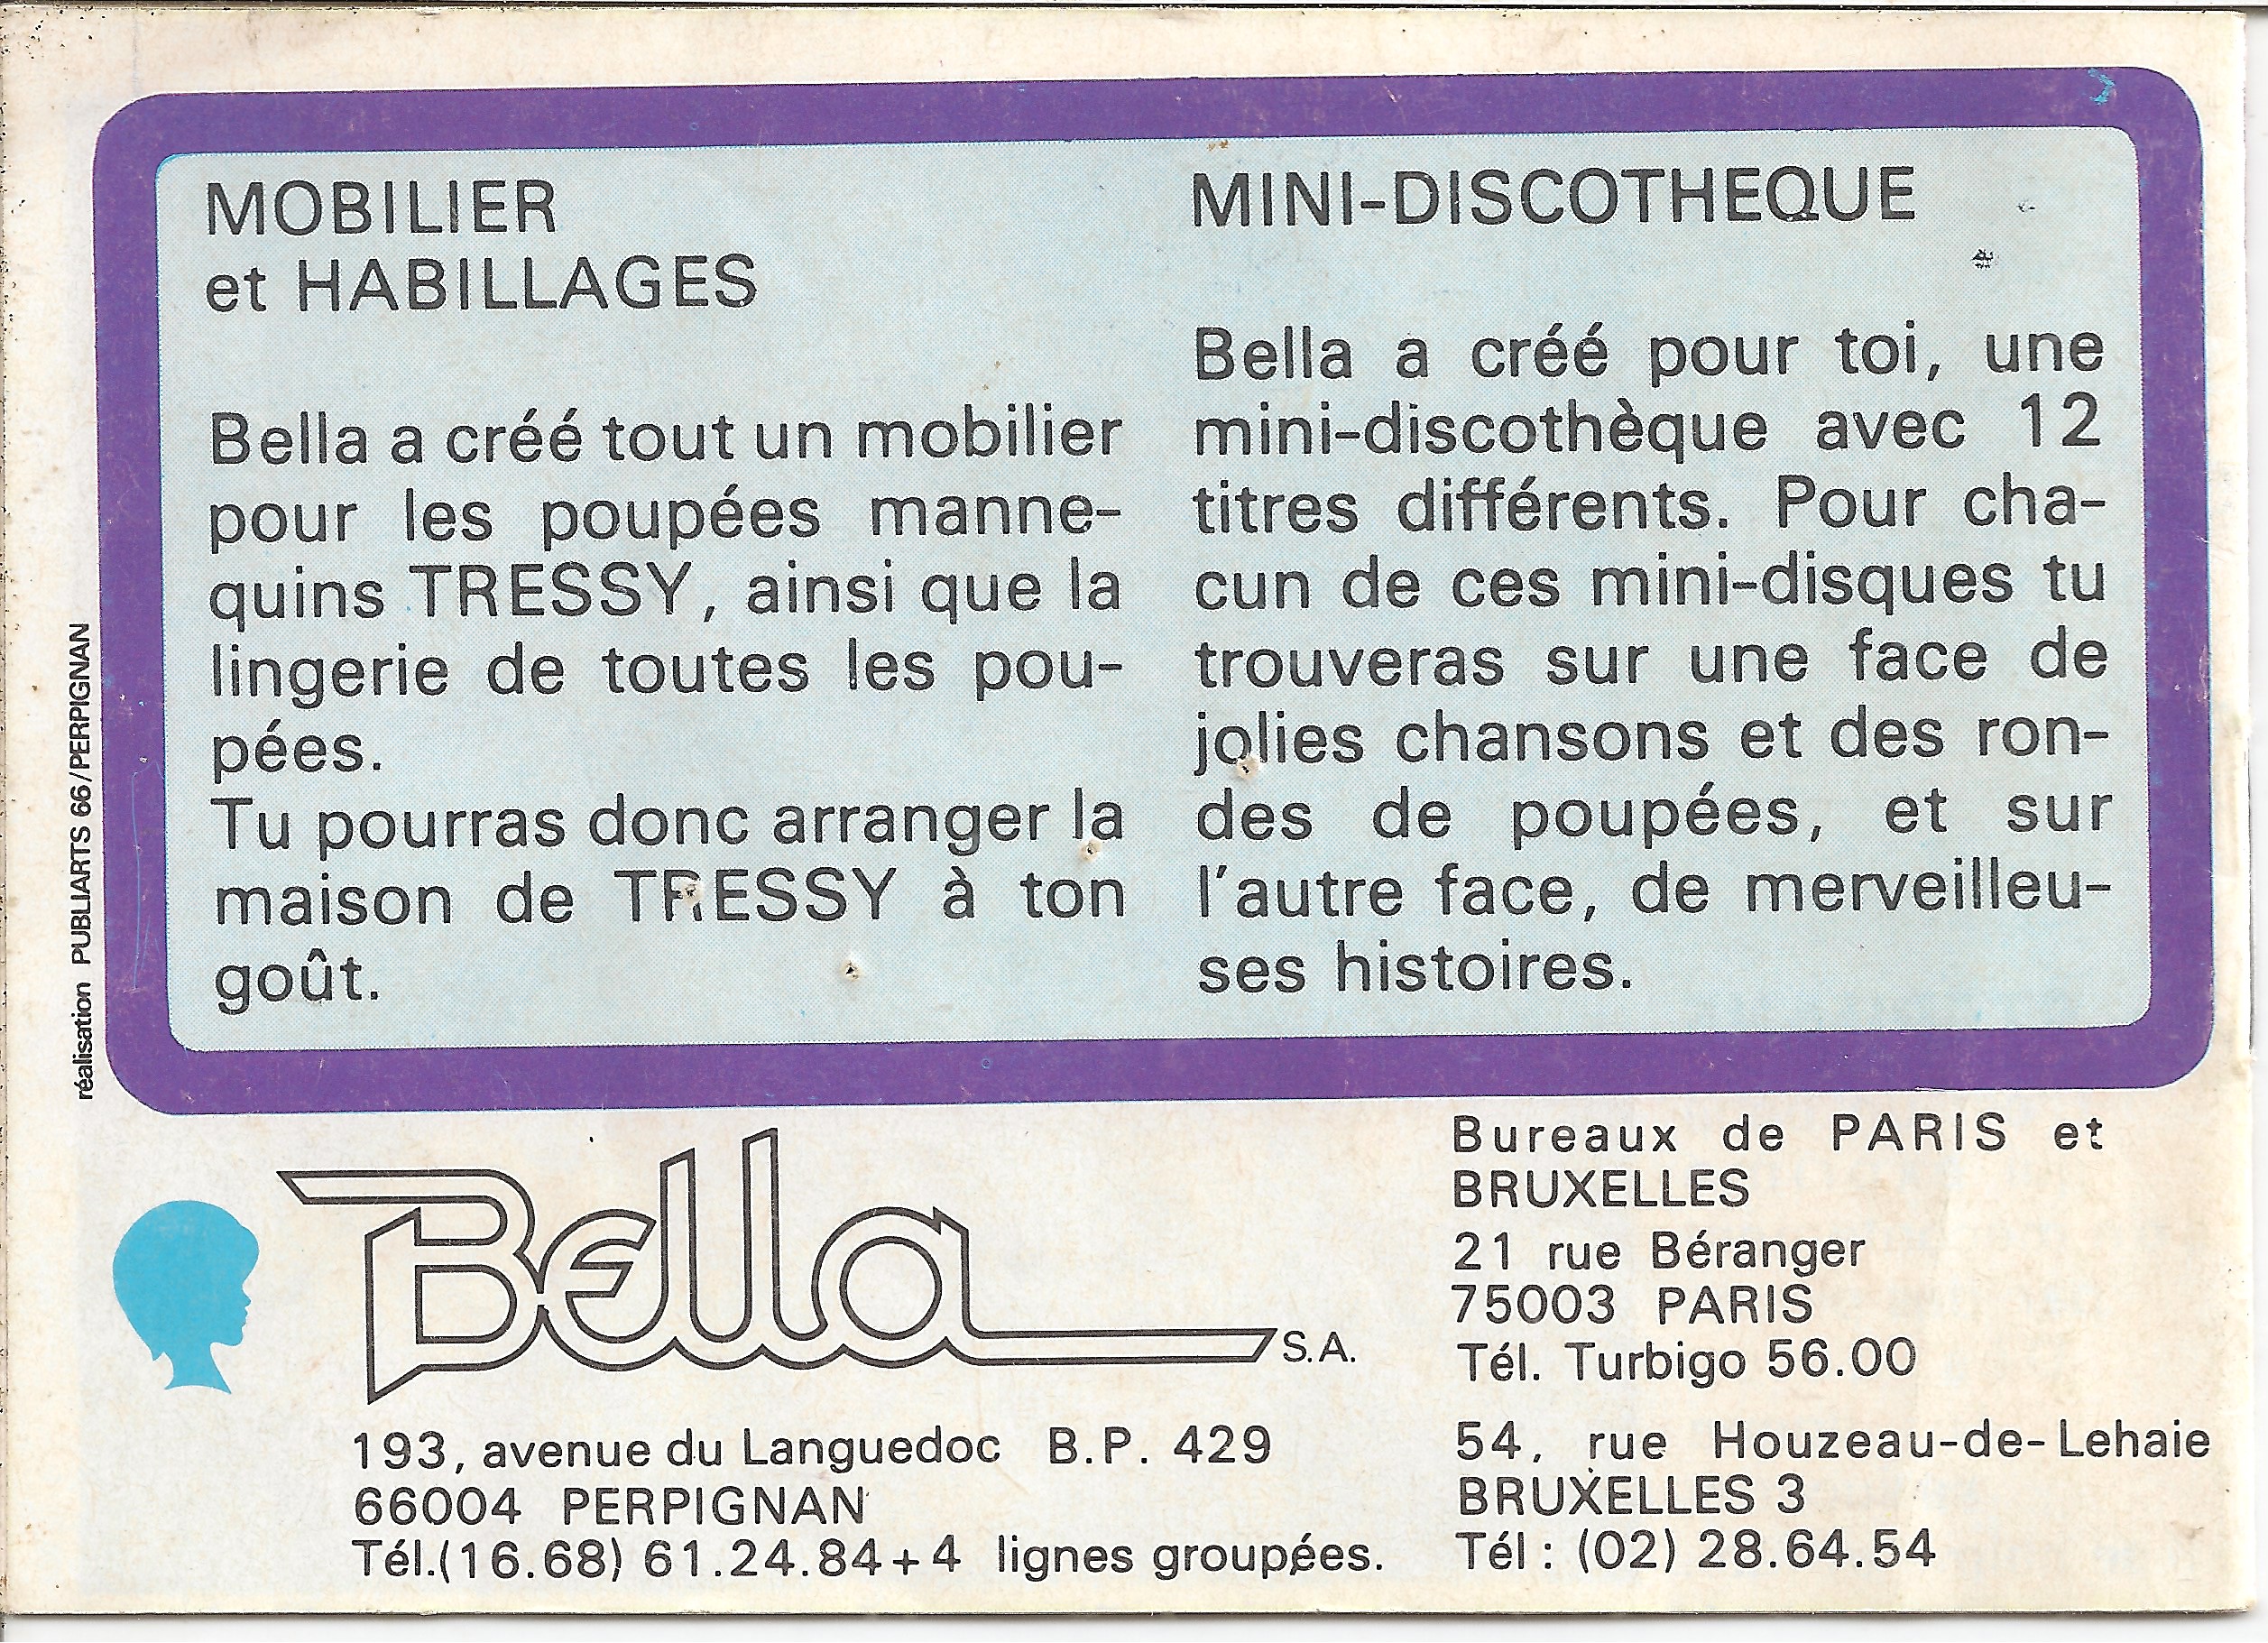 MOBILIER
et HABILLAGES
Bella a créé tout un mobilier
pour les poupées manne-
quins TRESSY, ainsi que la
lingerie de toutes les pou-
pées.
Tu pourras donc arranger la
maison de TRESSY à ton
goût.
MINI-DISCOTHEQUE
Bella a créé pour toi, une
mini-discothèque avec 12
titres différents. Pour cha-
cun de ces mini-disques tu
trouveras sur une face de
jolies chansons et des ron-
des de poupées, et sur
l'autre face, de merveilleu-
ses histoires.
réalisation PUBLIARTS 66/PERPIGNAN
Bella S.A.
193, avenue du Languedoc B.P. 429
66004 PERPIGNAN
Tél.(16.68) 61.24.84+4 lignes groupées.
Bureaux de PARIS et
BRUXELLES
21 rue Béranger
75003 PARIS
Tél. Turbigo 56.00
54, rue Houzeau-de-Lehaie
BRUXELLES 3
Tél : (02) 28.64.54